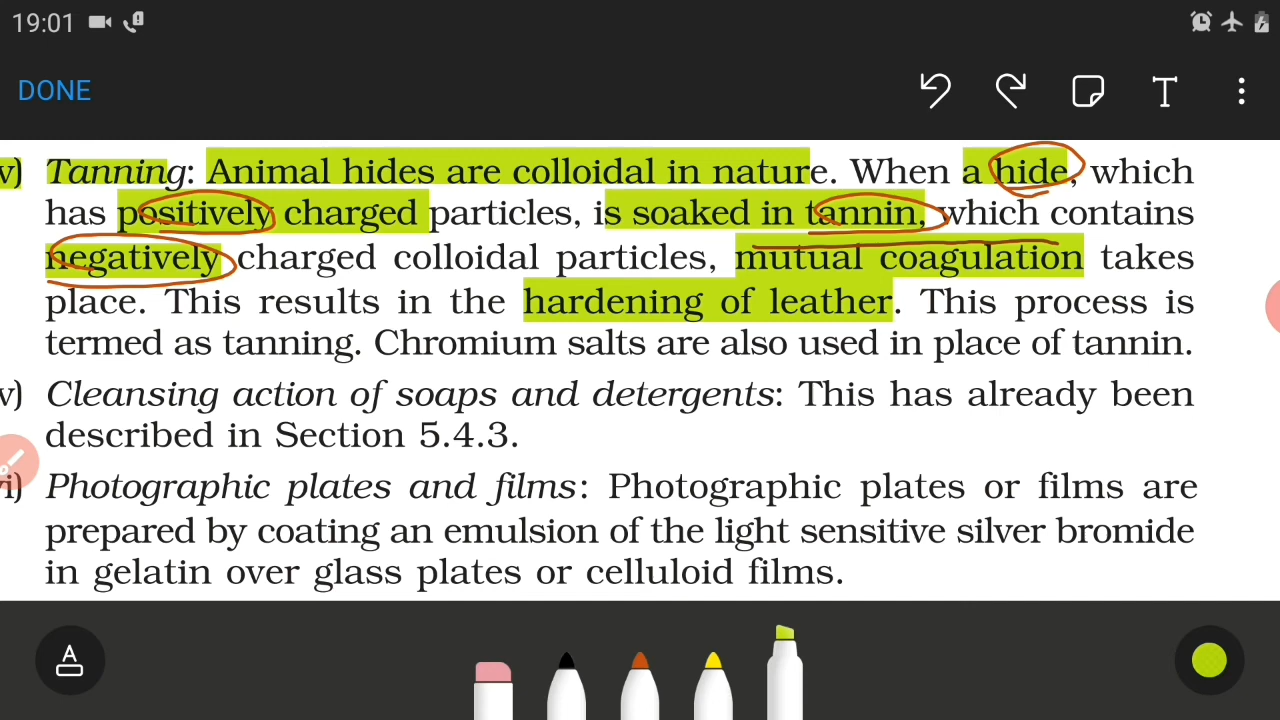 19:01
DONE
T
v) Tanning: Animal hides are colloidal in nature. When a hide, which
has positively charged particles, is soaked in tannin, which contains
negatively charged colloidal particles, mutual coagulation takes
place. This results in the hardening of leather. This process is
termed as tanning. Chromium salts are also used in place of tannin.
v) Cleansing action of soaps and detergents: This has already been
described in Section 5.4.3.
i) Photographic plates and films: Photographic plates or films are
prepared by coating an emulsion of the light sensitive silver bromide
in gelatin over glass plates or celluloid films.
A